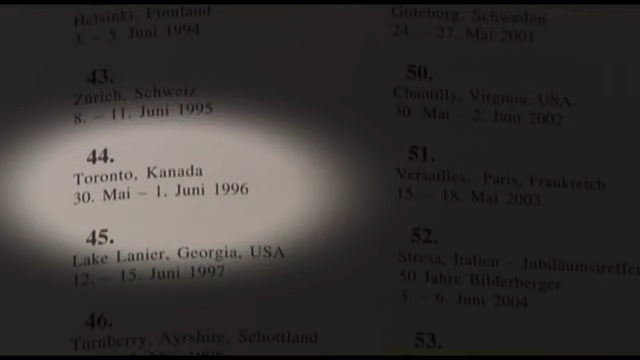 Helsinki, Finnland
3. – 5. Juni 1994
43.
Zürich, Schweiz
8. – 11. Juni 1995
44.
Toronto, Kanada
30. Mai – 1. Juni 1996
45.
Lake Lanier, Georgia, USA
12. – 15. Juni 1997
46.
Turnberry, Ayrshire, Schottland
Göteborg, Schweden
24. – 27. Mai 2001
50.
Chantilly, Virginia, USA
30. Mai – 2. Juni 2002
51.
Versailles, Paris, Frankreich
15. – 18. Mai 2003
52.
Stresa, Italien – Jubiläumstreffen
50 Jahre Bilderberger
3. – 6. Juni 2004
53.